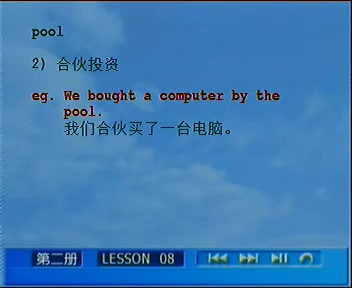 pool
2) 合伙投资
eg. We bought a computer by the
pool.
我们合伙买了一台电脑。
第二册 LESSON 08